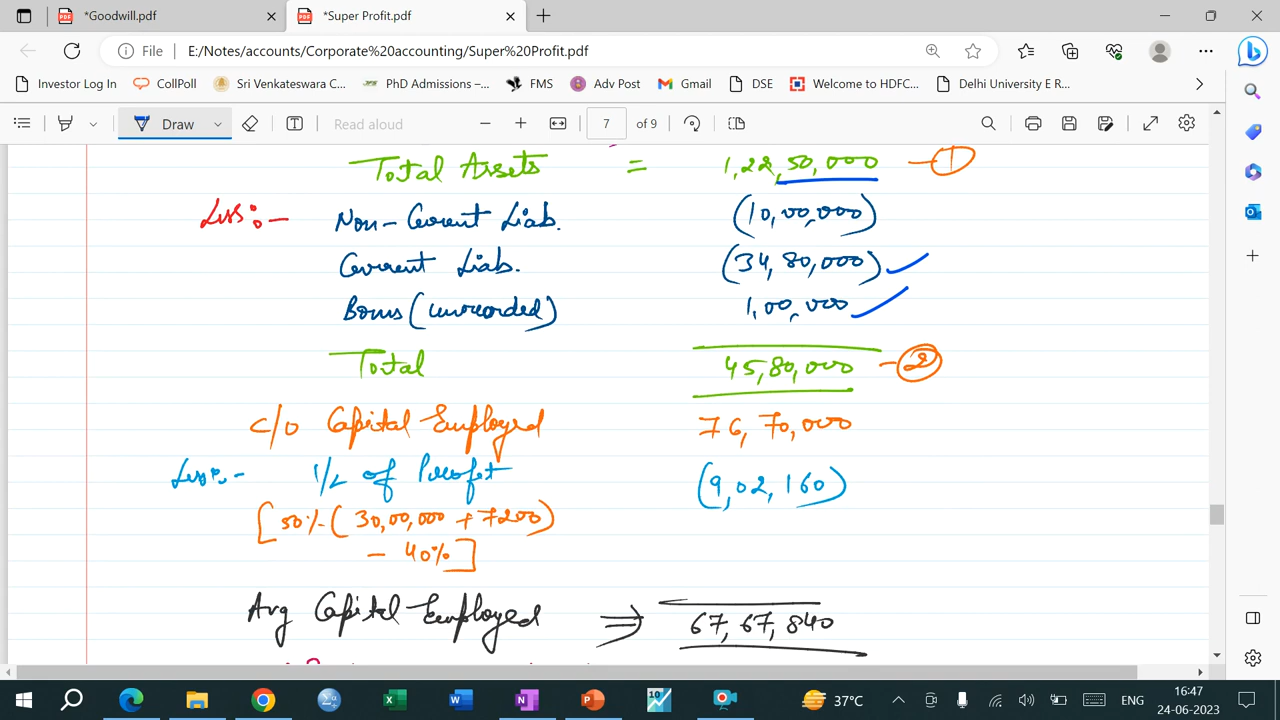 *Goodwill.pdf
*Super Profit.pdf
File E:/Notes/accounts/Corporate%20accounting/Super%20Profit.pdf
Investor Log In CollPoll Sri Venkateswara C... PhD Admissions –... FMS Adv Post Gmail DSE Welcome to HDFC... Delhi University E R...
Draw Read aloud 7 of 9
Total Assets = 1,22,50,000 – 1
Less:- Non-Current Liab. (10,00,000)
Current Liab. (34,80,000)
Bonus (unrecorded) 1,00,000
Total 45,80,000 – 2
C/O Capital Employed 76,70,000
Less:- 1/2 of Profit (9,02,160)
[50% (30,00,000 + 7200)
– 40%]
Avg Capital Employed ⇒ 67,67,840
37°C ENG 16:47
24-06-2023